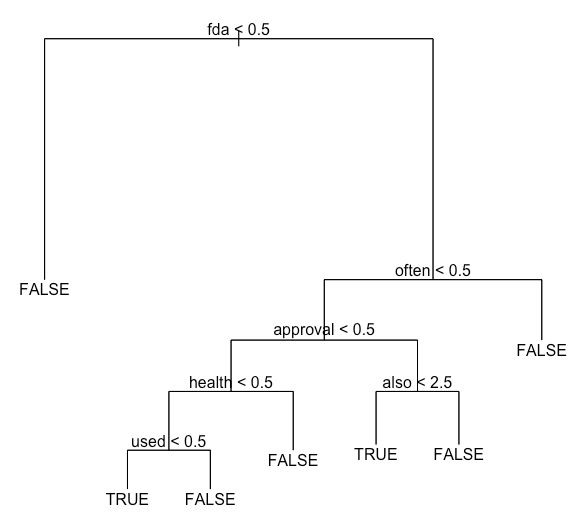 fda < 0.5
often < 0.5
FALSE
approval < 0.5
FALSE
health < 0.5
also < 2.5
used < 0.5
FALSE
TRUE
FALSE
TRUE
FALSE